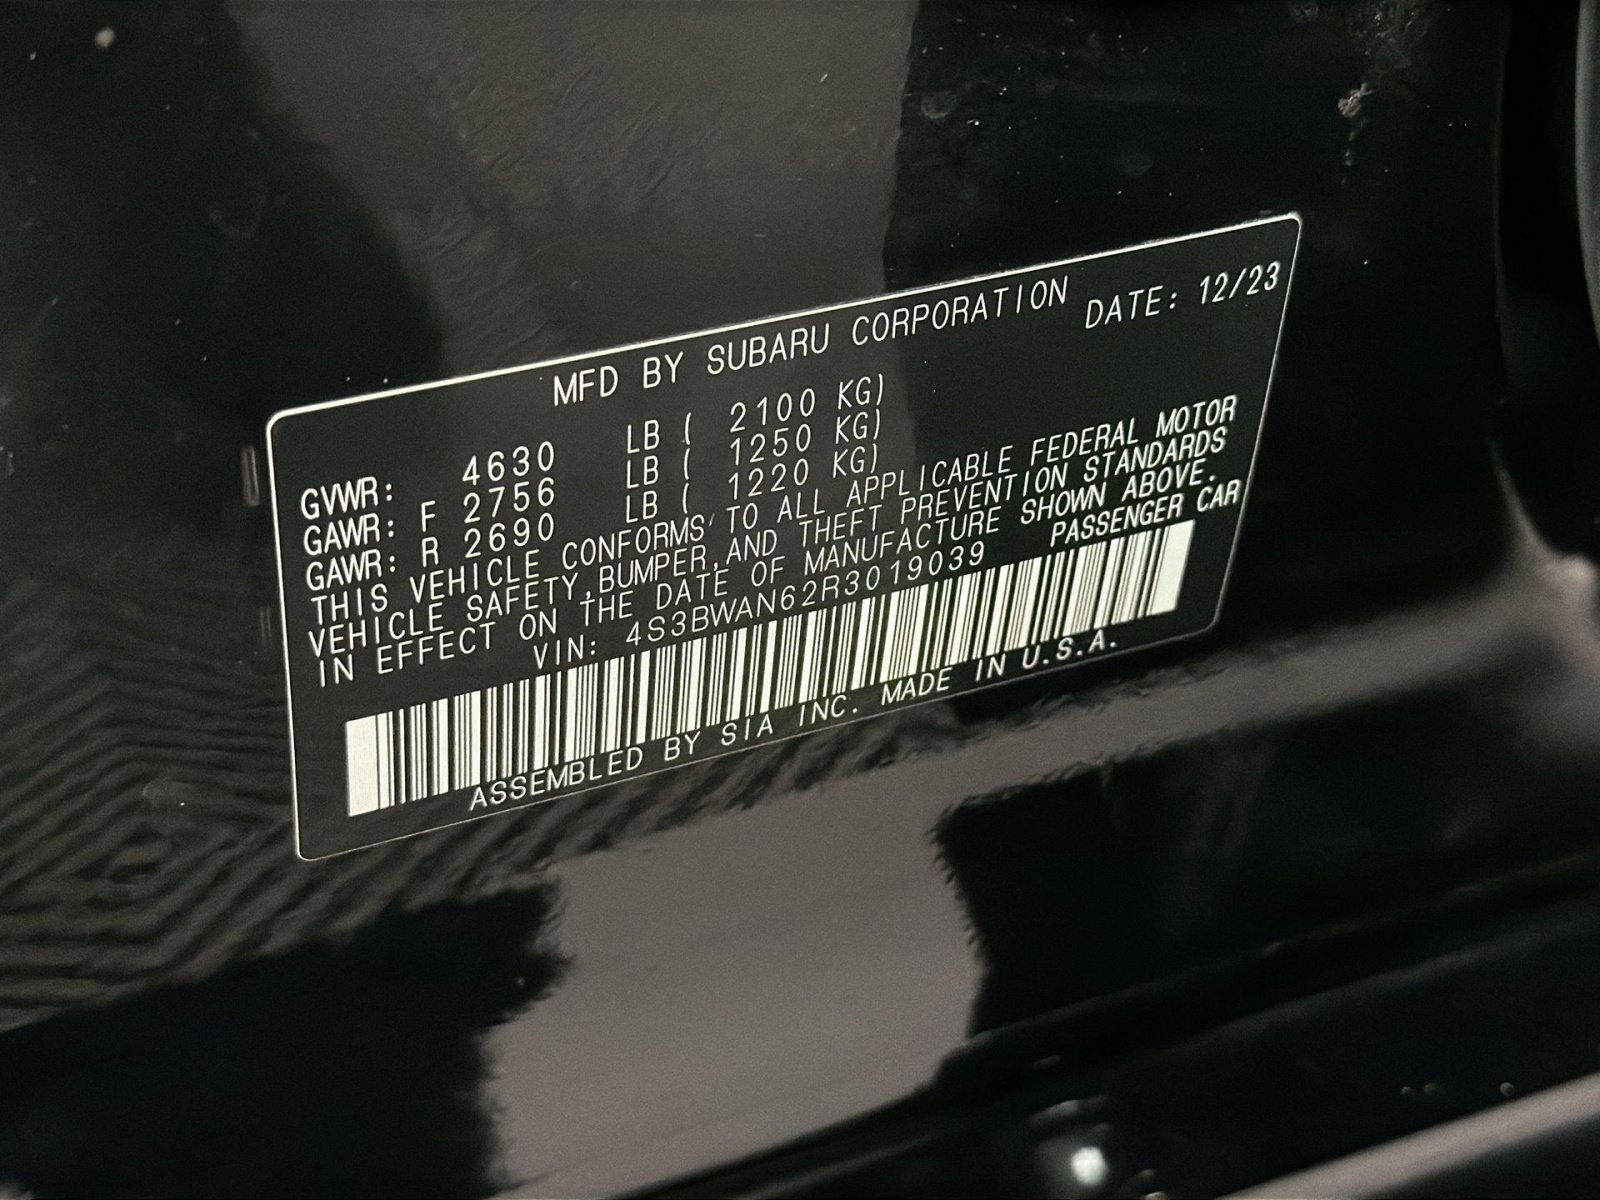 MFD BY SUBARU CORPORATION DATE: 12/23
GVWR: 4630 LB ( 2100 KG)
GAWR: F 2756 LB ( 1250 KG)
GAWR: R 2690 LB ( 1220 KG)
THIS VEHICLE CONFORMS TO ALL APPLICABLE FEDERAL MOTOR
VEHICLE SAFETY,BUMPER,AND THEFT PREVENTION STANDARDS
IN EFFECT ON THE DATE OF MANUFACTURE SHOWN ABOVE.
VIN: 4S3BWAN62R3019039 PASSENGER CAR
ASSEMBLED BY SIA INC. MADE IN U.S.A.